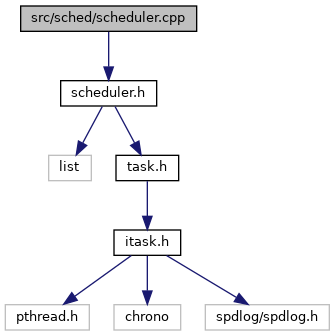 src/sched/scheduler.cpp
scheduler.h
list
task.h
itask.h
pthread.h
chrono
spdlog/spdlog.h